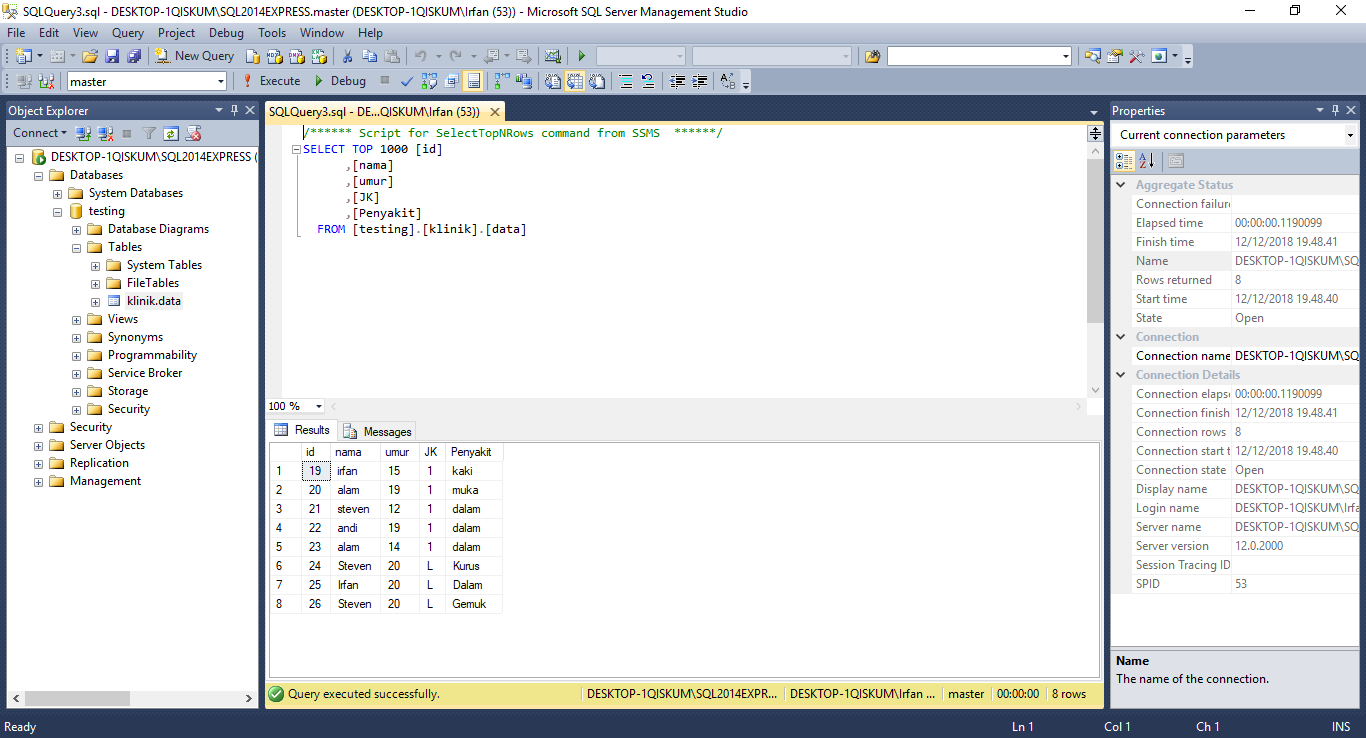 SQLQuery3.sql - DESKTOP-1QISKUM\SQL2014EXPRESS.master (DESKTOP-1QISKUM\Irfan (53)) - Microsoft SQL Server Management Studio
File Edit View Query Project Debug Tools Window Help
New Query
master Execute Debug
Object Explorer
Connect
DESKTOP-1QISKUM\SQL2014EXPRESS (
Databases
System Databases
testing
Database Diagrams
Tables
System Tables
FileTables
klinik.data
Views
Synonyms
Programmability
Service Broker
Storage
Security
Security
Server Objects
Replication
Management
SQLQuery3.sql - DE...QISKUM\Irfan (53))
/****** Script for SelectTopNRows command from SSMS ******/
SELECT TOP 1000 [id]
,[nama]
,[umur]
,[JK]
,[Penyakit]
FROM [testing].[klinik].[data]
100 %
Results Messages
id nama umur JK Penyakit
1 19 irfan 15 1 kaki
2 20 alam 19 1 muka
3 21 steven 12 1 dalam
4 22 andi 19 1 dalam
5 23 alam 14 1 dalam
6 24 Steven 20 L Kurus
7 25 Irfan 20 L Dalam
8 26 Steven 20 L Gemuk
Query executed successfully. DESKTOP-1QISKUM\SQL2014EXPR... DESKTOP-1QISKUM\Irfan ... master 00:00:00 8 rows
Properties
Current connection parameters
Aggregate Status
Connection failure
Elapsed time 00:00:00.1190099
Finish time 12/12/2018 19.48.41
Name DESKTOP-1QISKUM\SQ
Rows returned 8
Start time 12/12/2018 19.48.40
State Open
Connection
Connection name DESKTOP-1QISKUM\SQ
Connection Details
Connection elapse 00:00:00.1190099
Connection finish 12/12/2018 19.48.41
Connection rows 8
Connection start t 12/12/2018 19.48.40
Connection state Open
Display name DESKTOP-1QISKUM\SQ
Login name DESKTOP-1QISKUM\Irfa
Server name DESKTOP-1QISKUM\SQ
Server version 12.0.2000
Session Tracing ID
SPID 53
Name
The name of the connection.
Ready Ln 1 Col 1 Ch 1 INS